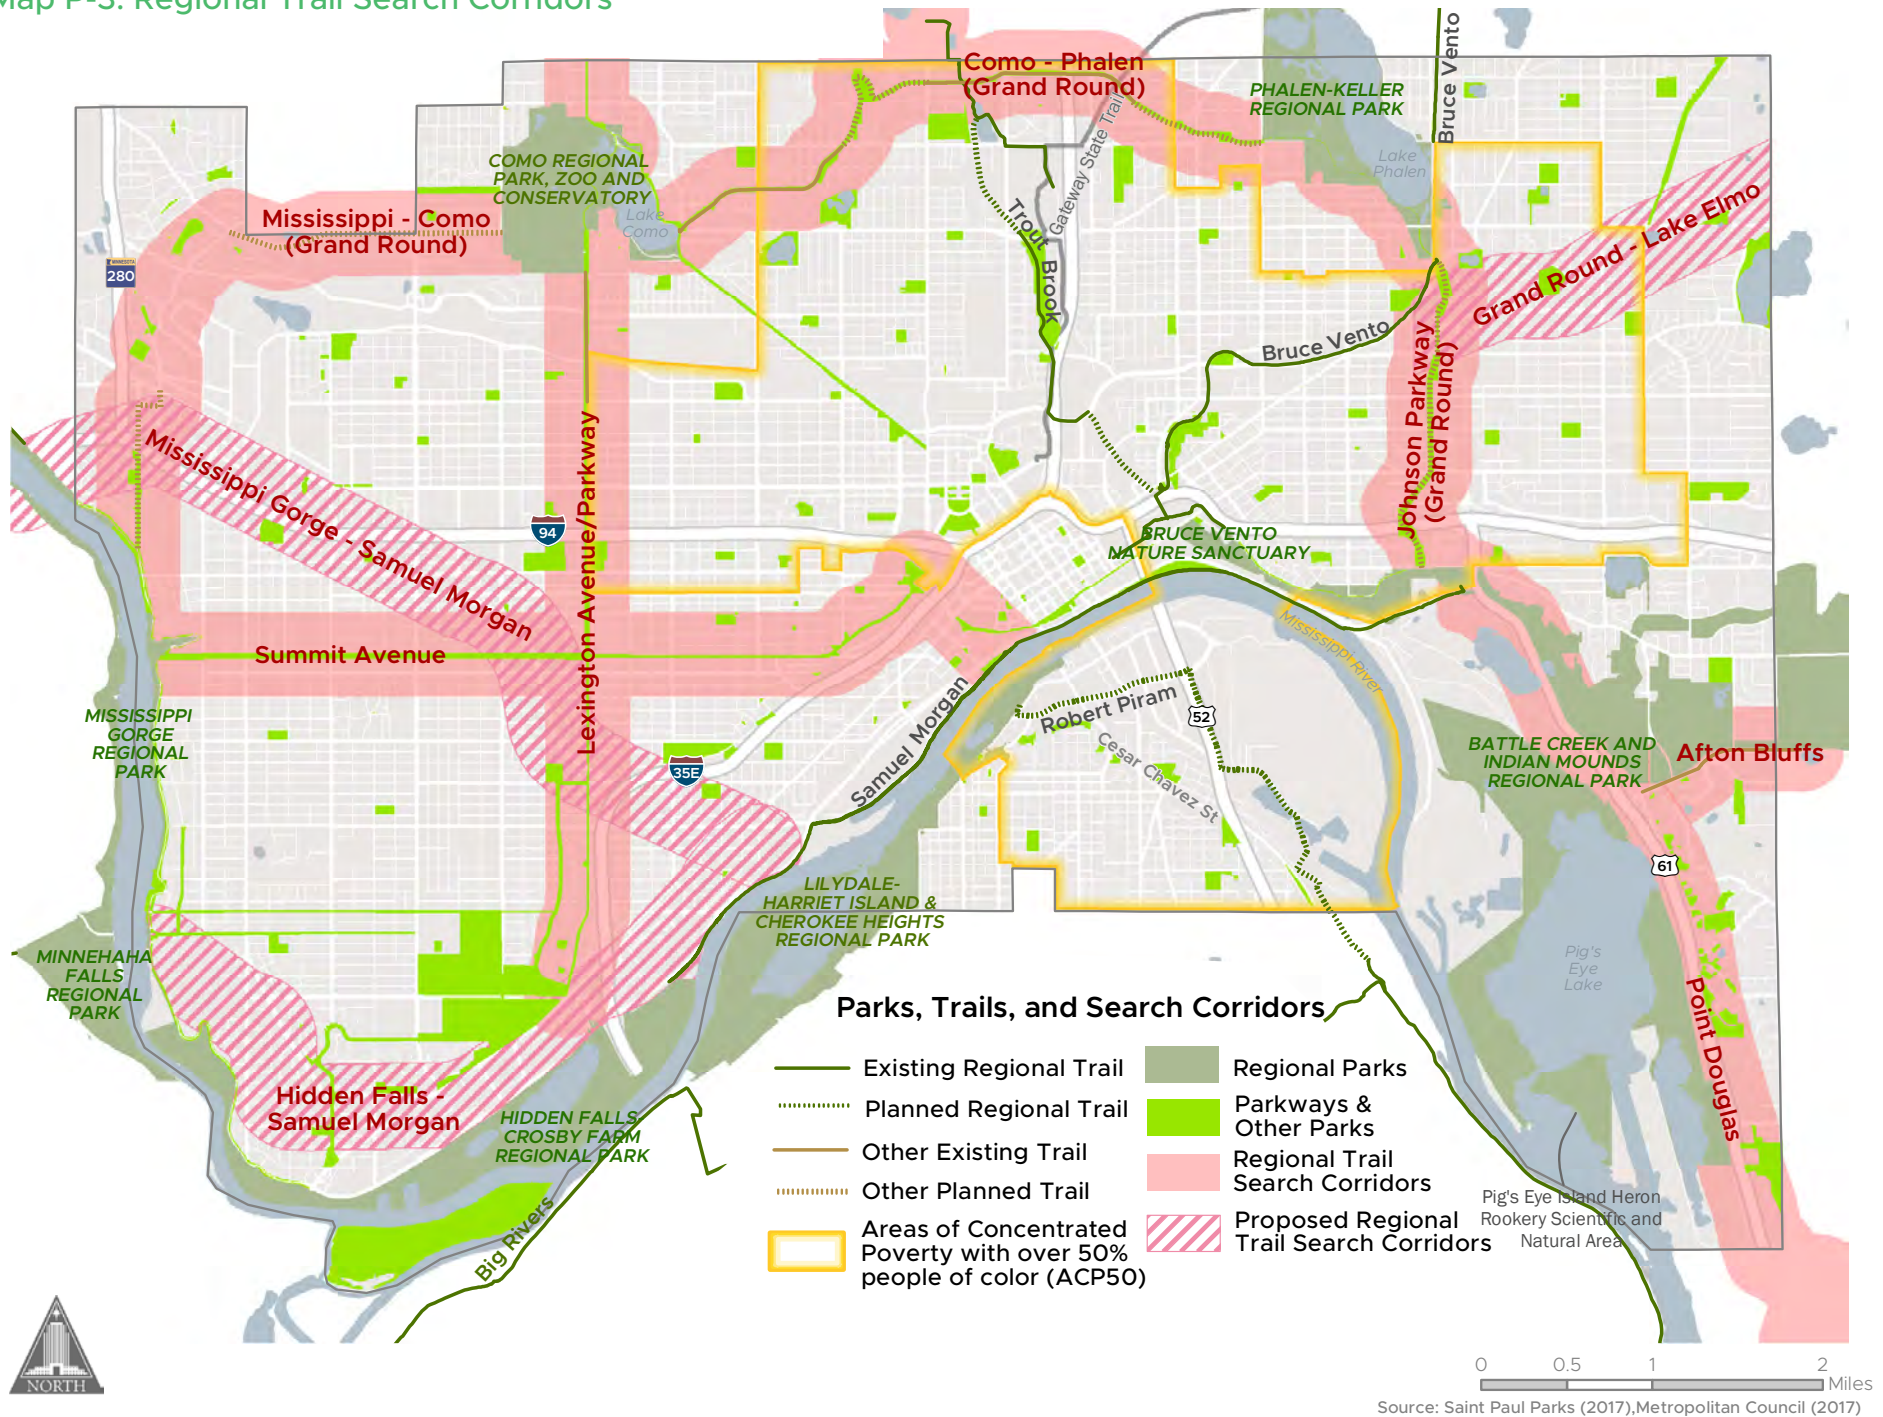 Map P-3: Regional Trail Search Corridors
Como - Phalen
(Grand Round)
Bruce Vento
PHALEN-KELLER
REGIONAL PARK
Lake
Phalen
COMO REGIONAL
PARK, ZOO AND
CONSERVATORY
Lake
Como
Mississippi - Como
(Grand Round)
MINNESOTA
280
Trout Brook
Gateway State Trail
Grand Round - Lake Elmo
Bruce Vento
Johnson Parkway
(Grand Round)
Mississippi Gorge - Samuel Morgan
94
Lexington Avenue/Parkway
BRUCE VENTO
NATURE SANCTUARY
Mississippi River
Summit Avenue
Samuel Morgan
Robert Piram
52
Cesar Chavez St
MISSISSIPPI
GORGE
REGIONAL
PARK
35E
BATTLE CREEK AND
INDIAN MOUNDS
REGIONAL PARK
Afton Bluffs
61
LILYDALE-
HARRIET ISLAND &
CHEROKEE HEIGHTS
REGIONAL PARK
MINNEHAHA
FALLS
REGIONAL
PARK
Pig's
Eye
Lake
Point Douglas
Hidden Falls -
Samuel Morgan
HIDDEN FALLS
CROSBY FARM
REGIONAL PARK
Big Rivers
Pig's Eye Island Heron
Rookery Scientific and
Natural Area
Parks, Trails, and Search Corridors
Existing Regional Trail
Planned Regional Trail
Other Existing Trail
Other Planned Trail
Areas of Concentrated
Poverty with over 50%
people of color (ACP50)
Regional Parks
Parkways &
Other Parks
Regional Trail
Search Corridors
Proposed Regional
Trail Search Corridors
NORTH
0 0.5 1 2
Miles
Source: Saint Paul Parks (2017),Metropolitan Council (2017)